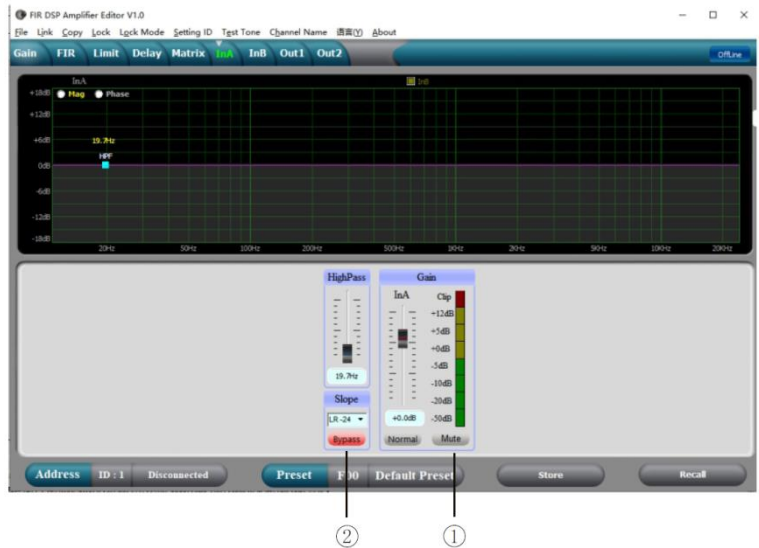 FIR DSP Amplifier Editor V1.0
File Link Copy Lock Lock Mode Setting ID Test Tone Channel Name 语言(Y) About
Gain FIR Limit Delay Matrix InA InB Out1 Out2 OffLine
InA InB
+18dB Mag Phase
+12dB
+6dB 19.7Hz
HPF
0dB
-6dB
-12dB
-18dB
20Hz 50Hz 100Hz 200Hz 500Hz 1KHz 2KHz 5KHz 10KHz 20KHz
HighPass Gain
InA Clip
+12dB
+5dB
+0dB
-5dB
19.7Hz -10dB
Slope -20dB
LR-24 +0.0dB -50dB
Bypass Normal Mute
Address ID : 1 Disconnected Preset F00 Default Preset Store Recall
② ①